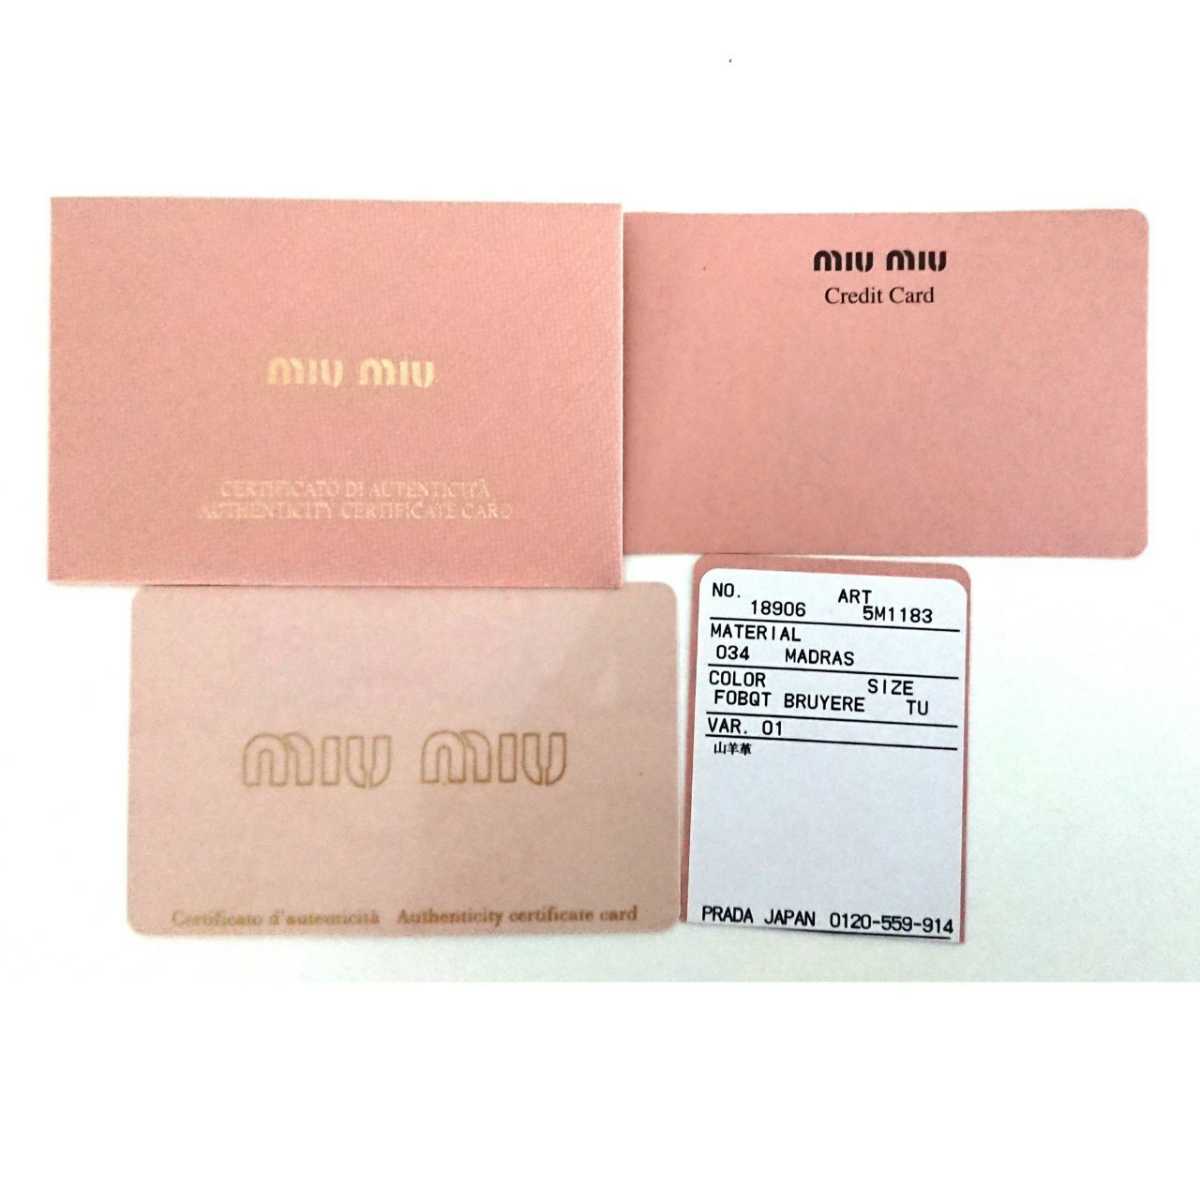 miu miu
CERTIFICATO DI AUTENTICITÀ
AUTHENTICITY CERTIFICATE CARD
miu miu
Credit Card
miu miu
Certificato d'autenticità Authenticity certificate card
NO. ART
18906 5M1183
MATERIAL
034 MADRAS
COLOR SIZE
F0BQT BRUYERE TU
VAR. 01
山羊革
PRADA JAPAN 0120-559-914